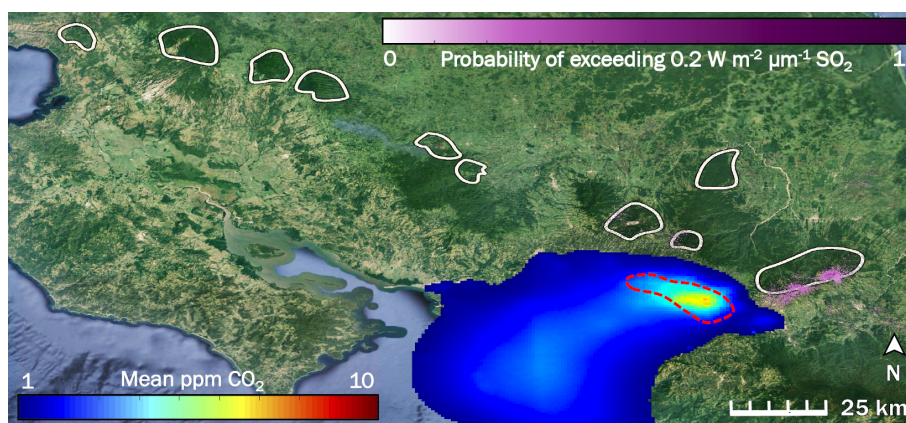 0 Probability of exceeding 0.2 W m⁻² µm⁻¹ SO₂ 1
1 Mean ppm CO₂ 10
N
25 km